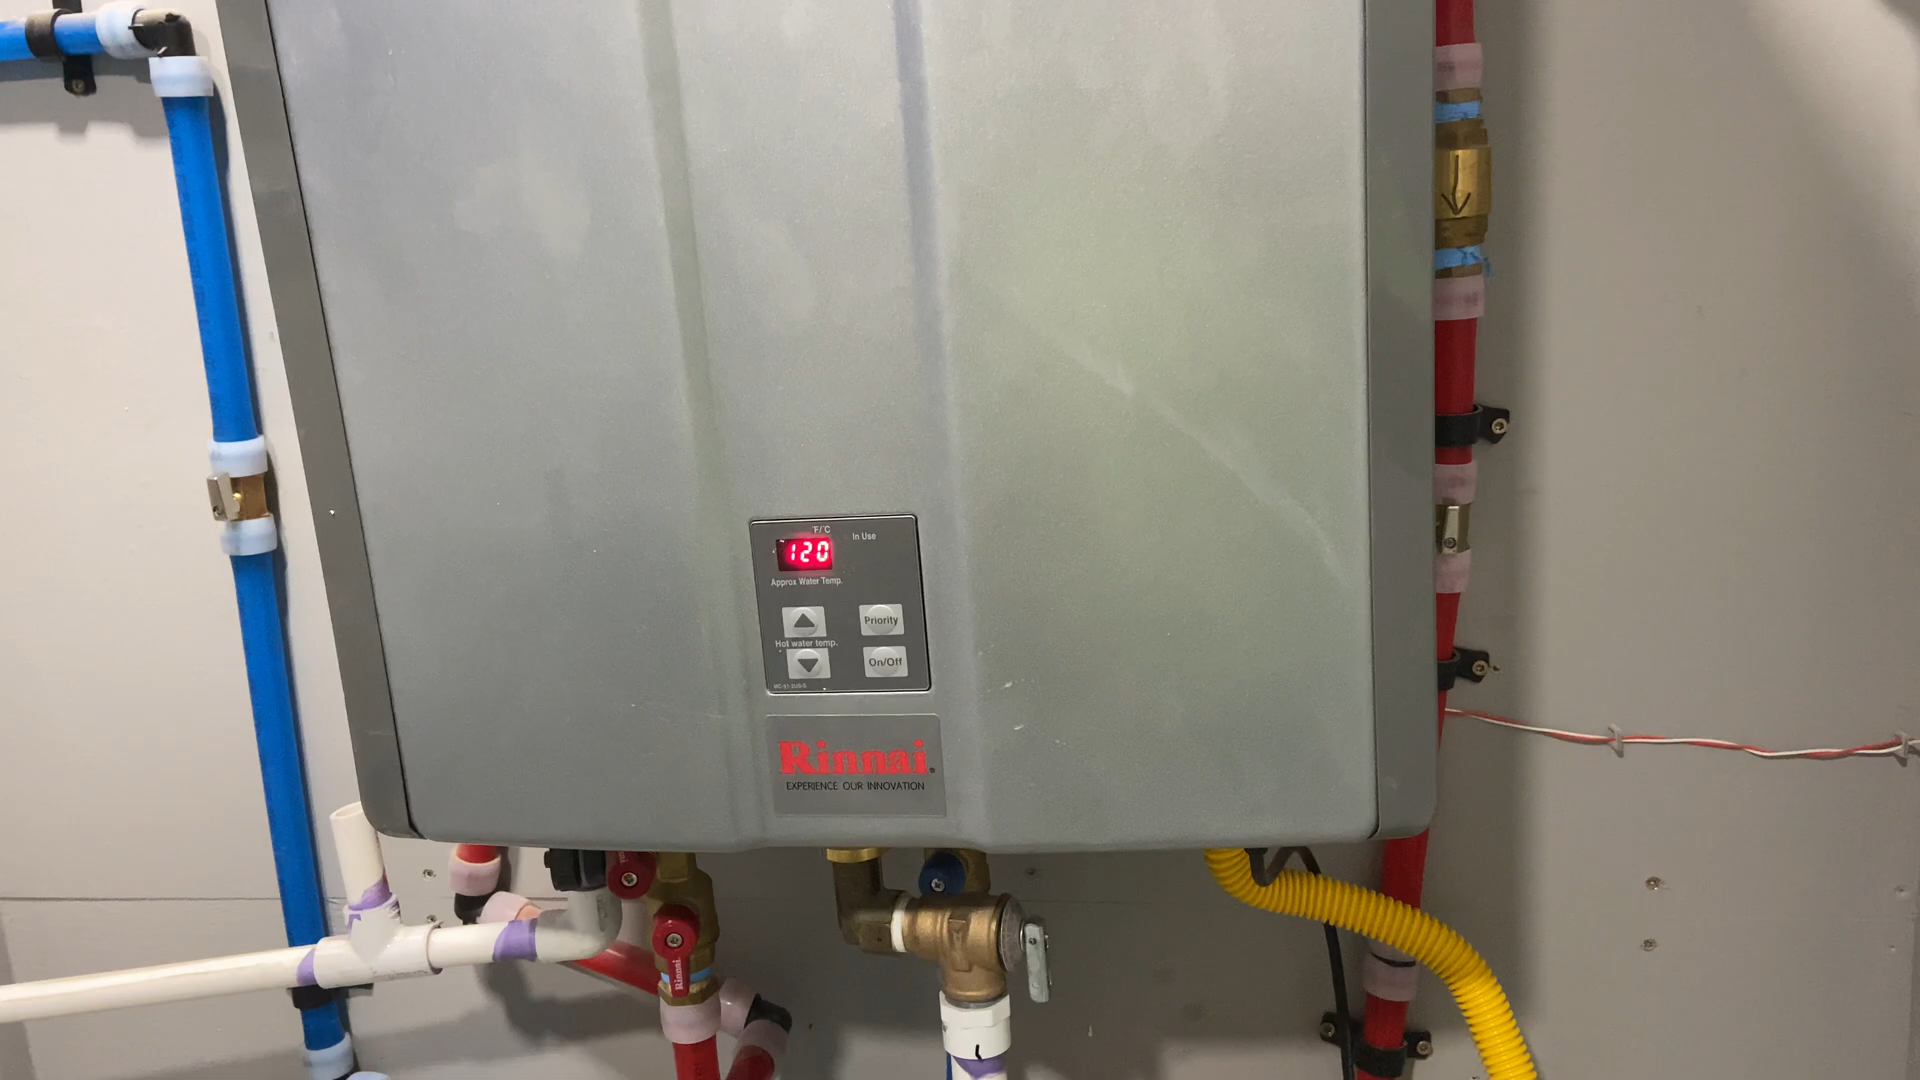 °F/°C
In Use
120
Approx Water Temp.
Priority
Hot water temp.
On/Off
Rinnai®
EXPERIENCE OUR INNOVATION
Rinnai